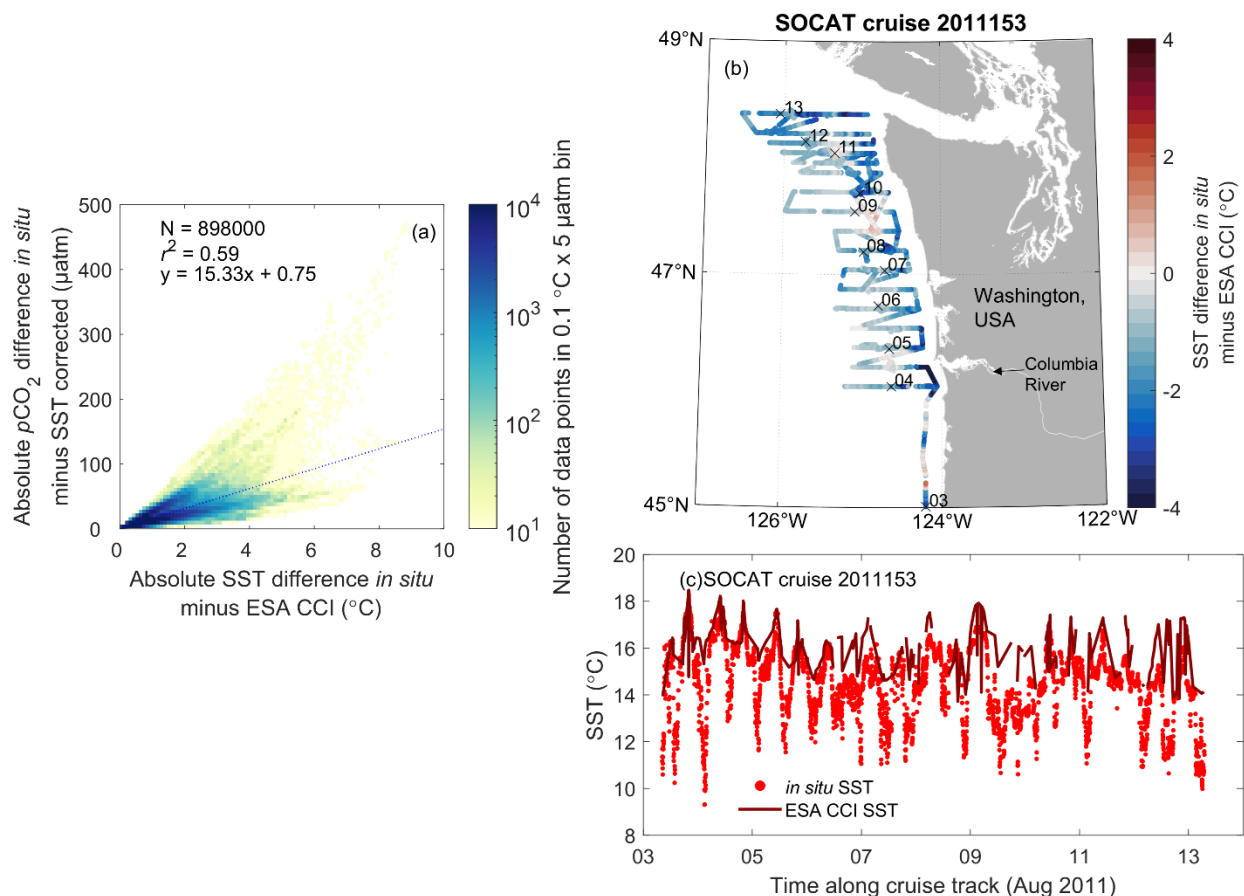 SOCAT cruise 2011153
49°N
47°N
45°N
126°W
124°W
122°W
(b)
13
12
11
10
09
08
07
06
05
04
03
Washington,
USA
Columbia
River
4
2
0
-2
-4
SST difference in situ
minus ESA CCI (°C)
(a)
N = 898000
r² = 0.59
y = 15.33x + 0.75
500
400
300
200
100
0
0
2
4
6
8
10
Absolute pCO₂ difference in situ
minus SST corrected (µatm)
Absolute SST difference in situ
minus ESA CCI (°C)
10⁴
10³
10²
10¹
Number of data points in 0.1 °C x 5 µatm bin
(c)SOCAT cruise 2011153
20
18
16
14
12
10
8
SST (°C)
in situ SST
ESA CCI SST
03
05
07
09
11
13
Time along cruise track (Aug 2011)